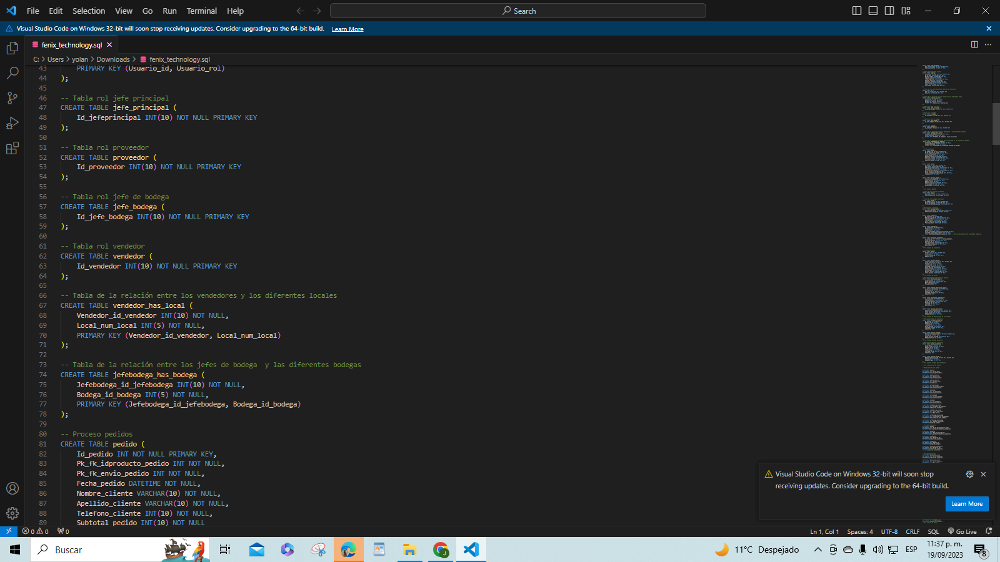 File Edit Selection View Go Run Terminal Help
Search
Visual Studio Code on Windows 32-bit will soon stop receiving updates. Consider upgrading to the 64-bit build. Learn More
fenix_technology.sql
C: > Users > yolan > Downloads > fenix_technology.sql
43 PRIMARY KEY (Usuario_id, Usuario_rol)
44 );
45
46 -- Tabla rol jefe principal
47 CREATE TABLE jefe_principal (
48 Id_jefeprincipal INT(10) NOT NULL PRIMARY KEY
49 );
50
51 -- Tabla rol proveedor
52 CREATE TABLE proveedor (
53 Id_proveedor INT(10) NOT NULL PRIMARY KEY
54 );
55
56 -- Tabla rol jefe de bodega
57 CREATE TABLE jefe_bodega (
58 Id_jefe_bodega INT(10) NOT NULL PRIMARY KEY
59 );
60
61 -- Tabla rol vendedor
62 CREATE TABLE vendedor (
63 Id_vendedor INT(10) NOT NULL PRIMARY KEY
64 );
65
66 -- Tabla de la relación entre los vendedores y los diferentes locales
67 CREATE TABLE vendedor_has_local (
68 Vendedor_id_vendedor INT(10) NOT NULL,
69 Local_num_local INT(5) NOT NULL,
70 PRIMARY KEY (Vendedor_id_vendedor, Local_num_local)
71 );
72
73 -- Tabla de la relación entre los jefes de bodega  y las diferentes bodegas
74 CREATE TABLE jefebodega_has_bodega (
75 Jefebodega_id_jefebodega INT(10) NOT NULL,
76 Bodega_id_bodega INT(5) NOT NULL,
77 PRIMARY KEY (Jefebodega_id_jefebodega, Bodega_id_bodega)
78 );
79
80 -- Proceso pedidos
81 CREATE TABLE pedido (
82 Id_pedido INT NOT NULL PRIMARY KEY,
83 Pk_fk_idproducto_pedido INT NOT NULL,
84 Pk_fk_envio_pedido INT NOT NULL,
85 Fecha_pedido DATETIME NOT NULL,
86 Nombre_cliente VARCHAR(10) NOT NULL,
87 Apellido_cliente VARCHAR(10) NOT NULL,
88 Telefono_cliente INT(10) NOT NULL,
89 Subtotal_pedido INT(10) NOT NULL
Visual Studio Code on Windows 32-bit will soon stop
receiving updates. Consider upgrading to the 64-bit build.
Learn More
0 0 0
Ln 1, Col 1 Spaces: 4 UTF-8 CRLF SQL Go Live
Buscar
11°C Despejado
ESP
11:37 p. m.
19/09/2023
8